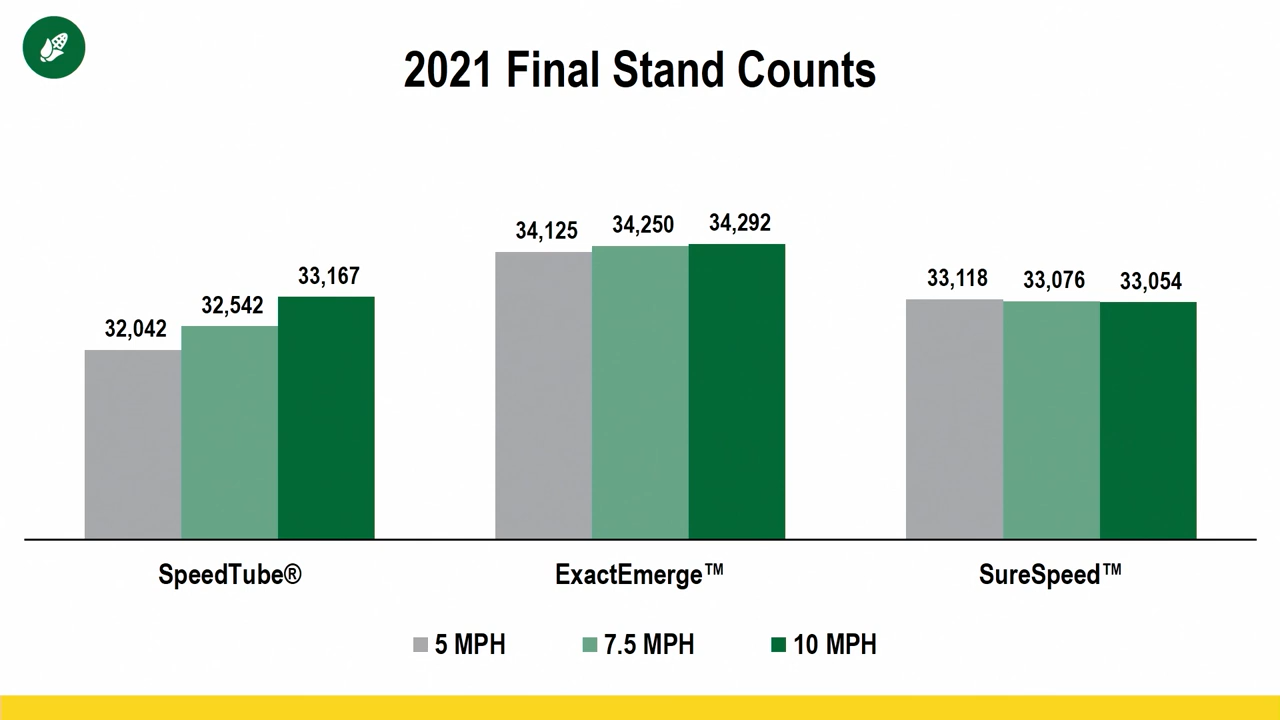 2021 Final Stand Counts
32,042
32,542
33,167
34,125
34,250
34,292
33,118
33,076
33,054
SpeedTube®
ExactEmerge™
SureSpeed™
5 MPH
7.5 MPH
10 MPH